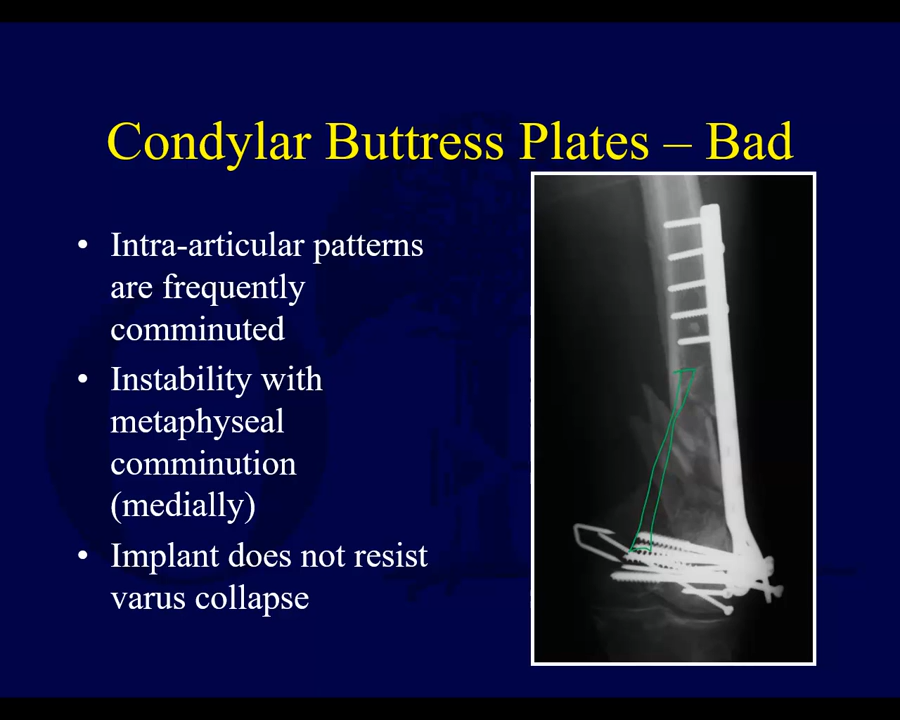 Condylar Buttress Plates – Bad
• Intra-articular patterns
are frequently
comminuted
• Instability with
metaphyseal
comminution
(medially)
• Implant does not resist
varus collapse